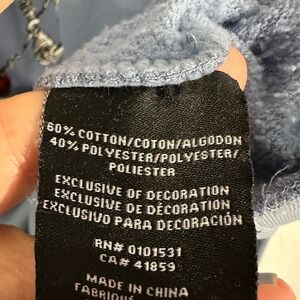 60% COTTON/COTON/ALGODON
40% POLYESTER/POLYESTER/
POLIESTER
EXCLUSIVE OF DECORATION
EXCLUSIVE DE DÉCORATION
EXCLUSIVO PARA DECORACIÓN
RN# 0101531
CA# 41859
MADE IN CHINA